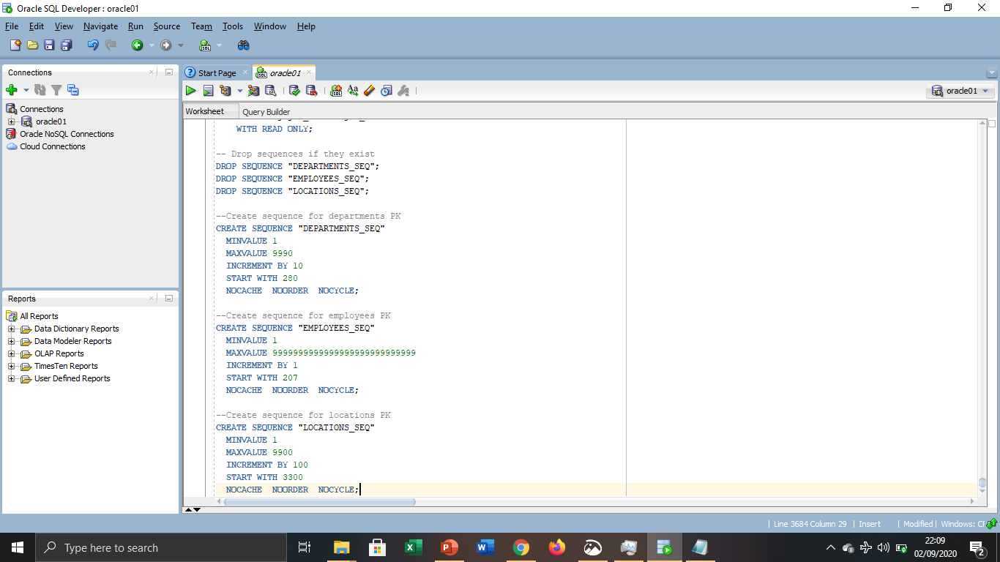 Oracle SQL Developer : oracle01
File Edit View Navigate Run Source Team Tools Window Help
Connections
Connections
oracle01
Oracle NoSQL Connections
Cloud Connections
Reports
All Reports
Data Dictionary Reports
Data Modeler Reports
OLAP Reports
TimesTen Reports
User Defined Reports
Start Page
oracle01
oracle01
Worksheet Query Builder
WITH READ ONLY;
-- Drop sequences if they exist
DROP SEQUENCE "DEPARTMENTS_SEQ";
DROP SEQUENCE "EMPLOYEES_SEQ";
DROP SEQUENCE "LOCATIONS_SEQ";
--Create sequence for departments PK
CREATE SEQUENCE "DEPARTMENTS_SEQ"
MINVALUE 1
MAXVALUE 9990
INCREMENT BY 10
START WITH 280
NOCACHE NOORDER NOCYCLE;
--Create sequence for employees PK
CREATE SEQUENCE "EMPLOYEES_SEQ"
MINVALUE 1
MAXVALUE 9999999999999999999999999999
INCREMENT BY 1
START WITH 207
NOCACHE NOORDER NOCYCLE;
--Create sequence for locations PK
CREATE SEQUENCE "LOCATIONS_SEQ"
MINVALUE 1
MAXVALUE 9900
INCREMENT BY 100
START WITH 3300
NOCACHE NOORDER NOCYCLE;
Line 3684 Column 29 | Insert | Modified | Windows:
Type here to search
22:09
02/09/2020
2